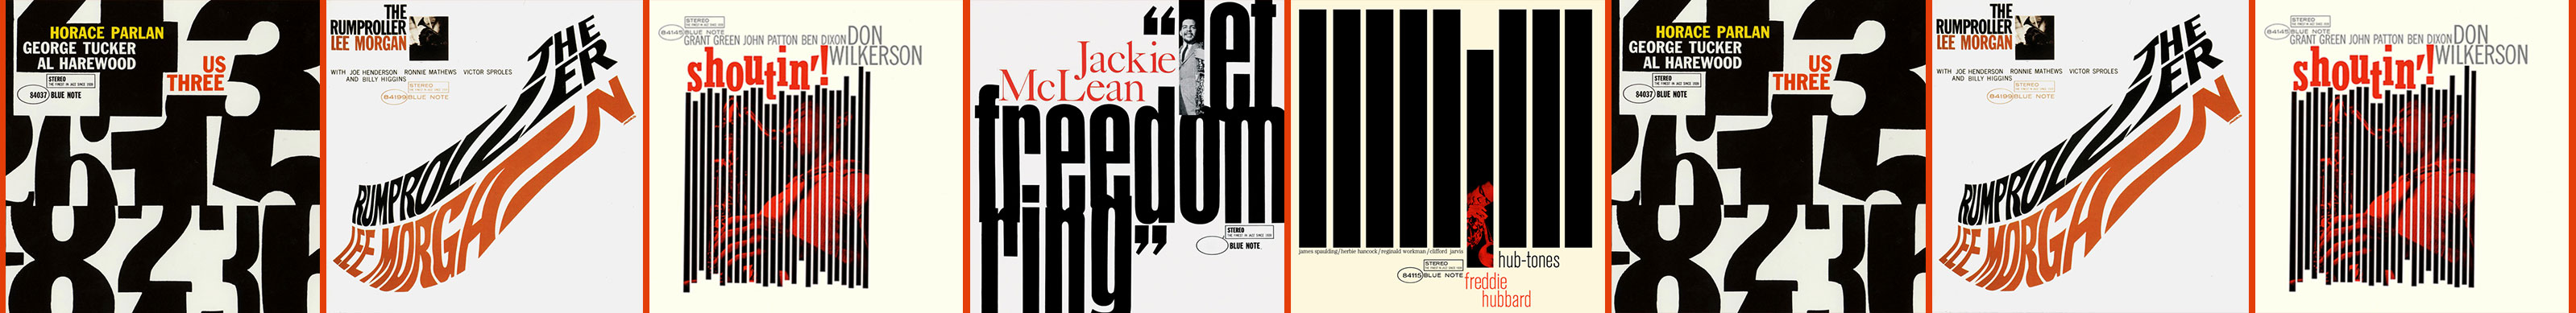 HORACE PARLAN
GEORGE TUCKER
AL HAREWOOD
US
THREE
STEREO
84037 BLUE NOTE
43
2615
8236
THE
RUMPROLLER
LEE MORGAN
WITH JOE HENDERSON RONNIE MATHEWS VICTOR SPROLES
AND BILLY HIGGINS
STEREO
84199 BLUE NOTE
THE RUMPROLLER
LEE MORGAN
STEREO
84145 BLUE NOTE
GRANT GREEN JOHN PATTON BEN DIXON DON
WILKERSON
shoutin'!
"let
freedom
ring"
Jackie
McLean
STEREO
BLUE NOTE
james spaulding/herbie hancock/reginald workman/clifford jarvis
STEREO
84115 BLUE NOTE
hub-tones
freddie
hubbard
HORACE PARLAN
GEORGE TUCKER
AL HAREWOOD
US
THREE
STEREO
84037 BLUE NOTE
43
2615
8236
THE
RUMPROLLER
LEE MORGAN
WITH JOE HENDERSON RONNIE MATHEWS VICTOR SPROLES
AND BILLY HIGGINS
STEREO
84199 BLUE NOTE
THE RUMPROLLER
LEE MORGAN
STEREO
84145 BLUE NOTE
GRANT GREEN JOHN PATTON BEN DIXON DON
WILKERSON
shoutin'!